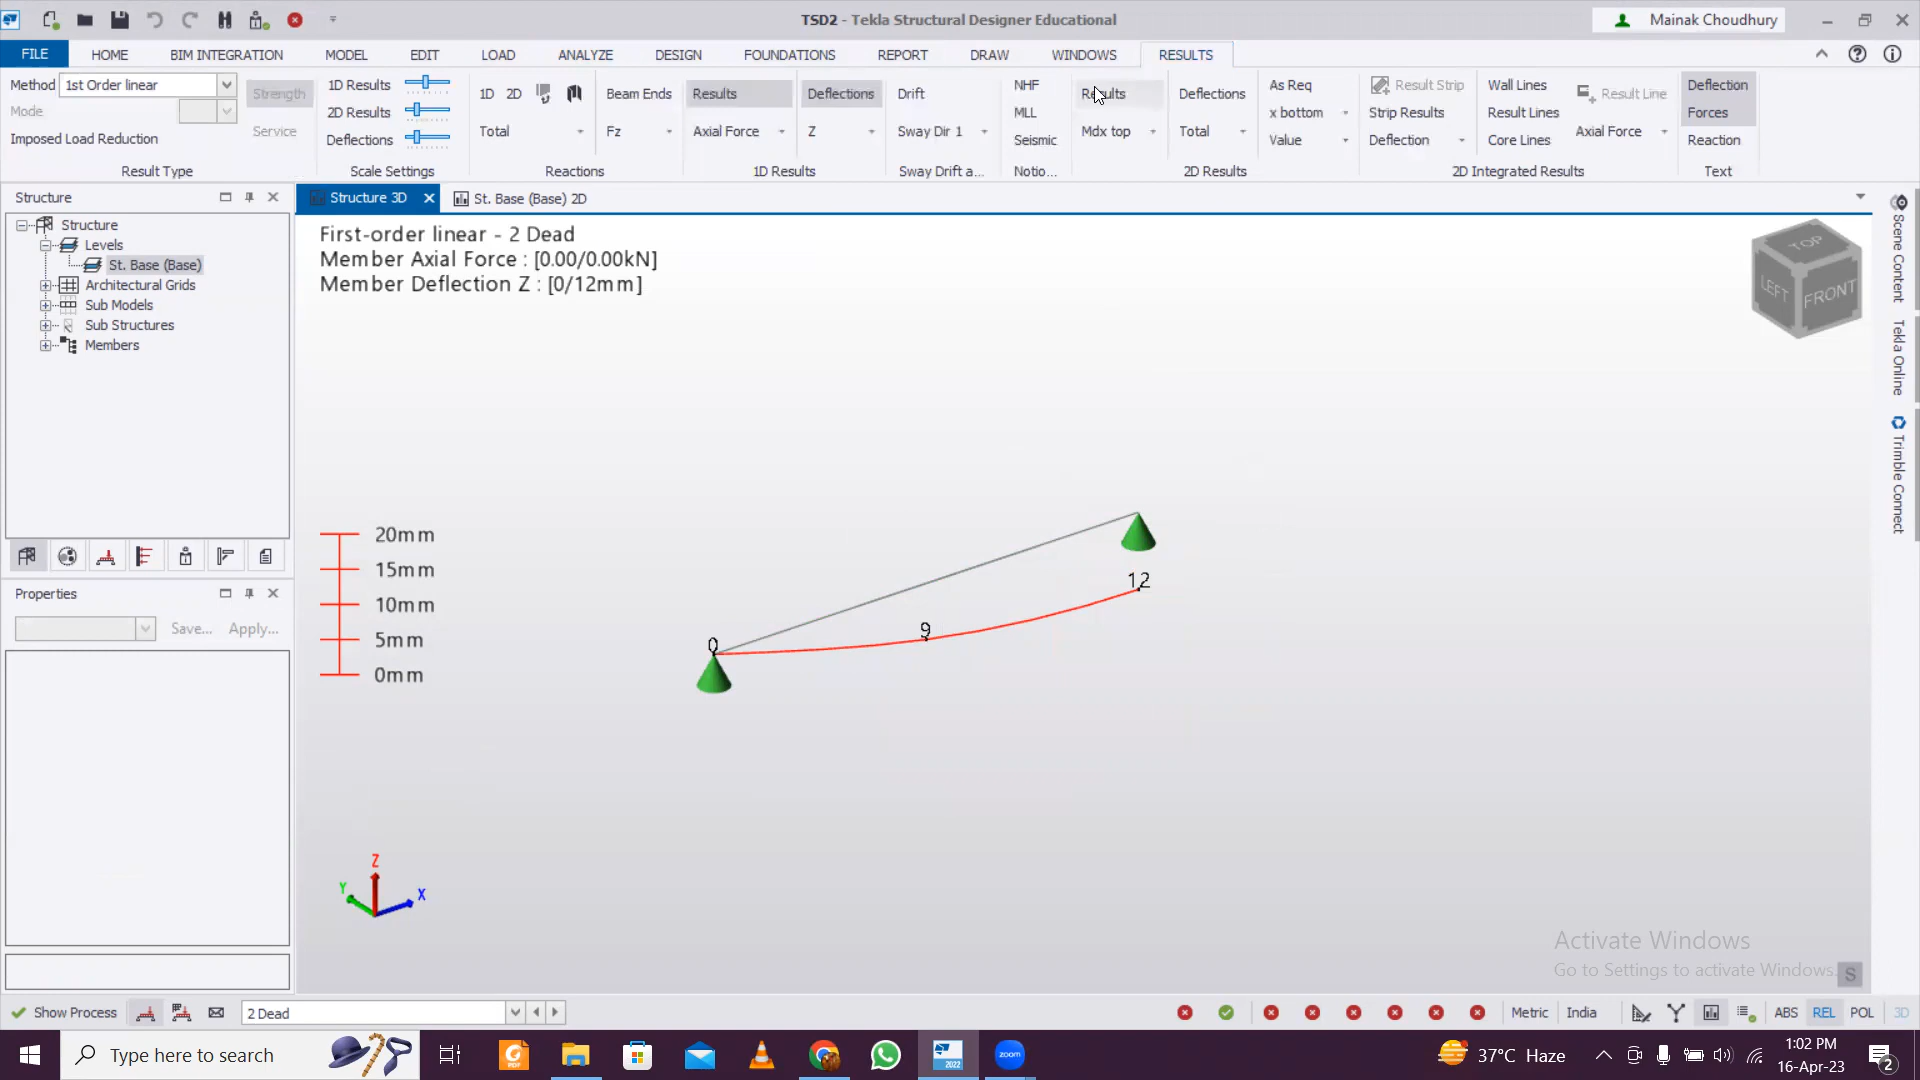 TSD2 - Tekla Structural Designer Educational
Mainak Choudhury
FILE HOME BIM INTEGRATION MODEL EDIT LOAD ANALYZE DESIGN FOUNDATIONS REPORT DRAW WINDOWS RESULTS
Method 1st Order linear
Mode
Imposed Load Reduction
Strength
Service
Result Type
1D Results
2D Results
Deflections
Scale Settings
1D 2D
Total
Beam Ends
Fz
Reactions
Results
Axial Force
Deflections
Z
1D Results
Drift
Sway Dir 1
Sway Drift a...
NHF
MLL
Seismic
Notio...
Results
Mdx top
Deflections
Total
As Req
x bottom
Value
2D Results
Result Strip
Strip Results
Deflection
Wall Lines
Result Lines
Core Lines
Result Line
Axial Force
2D Integrated Results
Deflection
Forces
Reaction
Text
Structure
Structure
Levels
St. Base (Base)
Architectural Grids
Sub Models
Sub Structures
Members
Properties
Save... Apply...
Structure 3D
St. Base (Base) 2D
First-order linear - 2 Dead
Member Axial Force : [0.00/0.00kN]
Member Deflection Z : [0/12mm]
20mm
15mm
10mm
5mm
0mm
0
9
12
Z
Y
X
TOP
LEFT
FRONT
Scene Content
Tekla Online
Trimble Connect
Activate Windows
Go to Settings to activate Windows.
S
Show Process
2 Dead
Metric India ABS REL POL 3D
Type here to search
PDF
2022
zoom
37°C Haze
1:02 PM
16-Apr-23
2